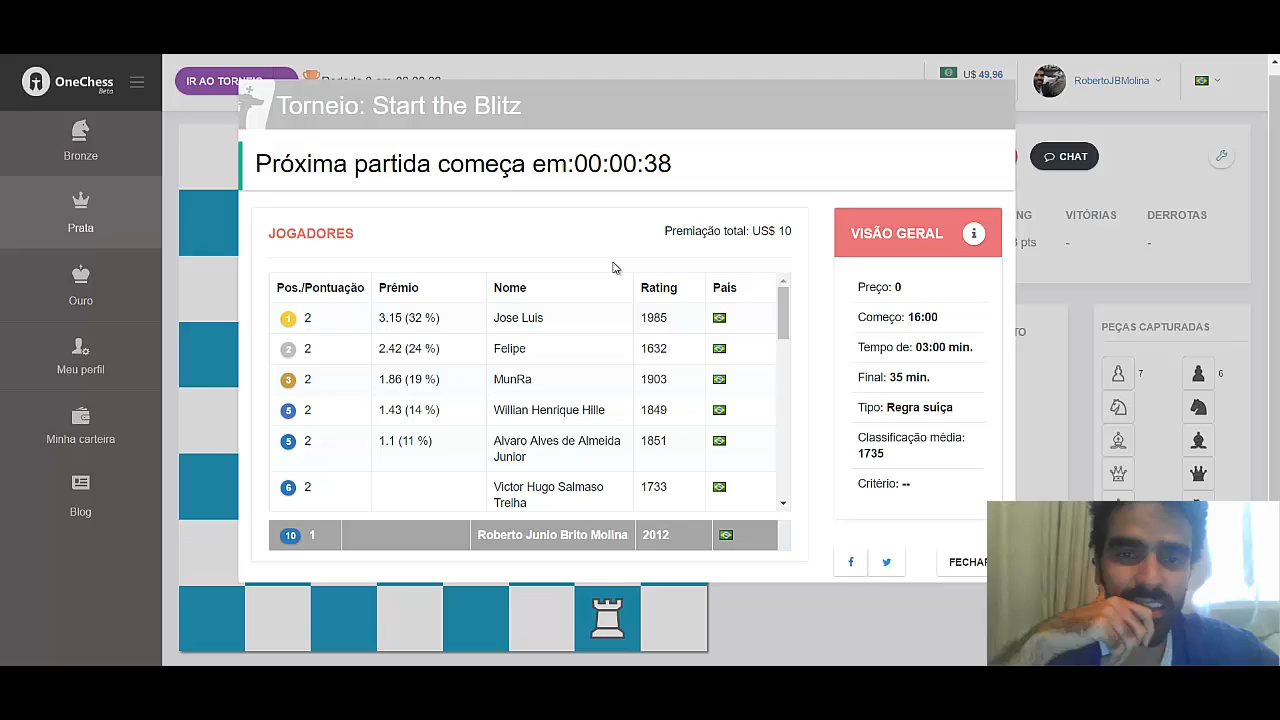 OneChess
Beta
IR AO TORNEIO
U$ 49,96
RobertoJBMolina
Torneio: Start the Blitz
Bronze
Próxima partida começa em:00:00:38
CHAT
Prata
JOGADORES
Premiação total: US$ 10
VISÃO GERAL
NG
VITÓRIAS
DERROTAS
pts
-
-
Pos./Pontuação Prêmio Nome Rating Pais
Preço: 0
Ouro
1 2 3.15 (32 %) Jose Luis 1985
Começo: 16:00
TO
PEÇAS CAPTURADAS
2 2 2.42 (24 %) Felipe 1632
Tempo de: 03:00 min.
Meu perfil
3 2 1.86 (19 %) MunRa 1903
Final: 35 min.
7
6
5 2 1.43 (14 %) Willian Henrique Hille 1849
Tipo: Regra suíça
Minha carteira
5 2 1.1 (11 %) Alvaro Alves de Almeida 1851
Junior
Classificação média:
1735
6 2 Victor Hugo Salmaso 1733
Trelha
Critério: --
Blog
10 1 Roberto Junio Brito Molina 2012
FECHAR